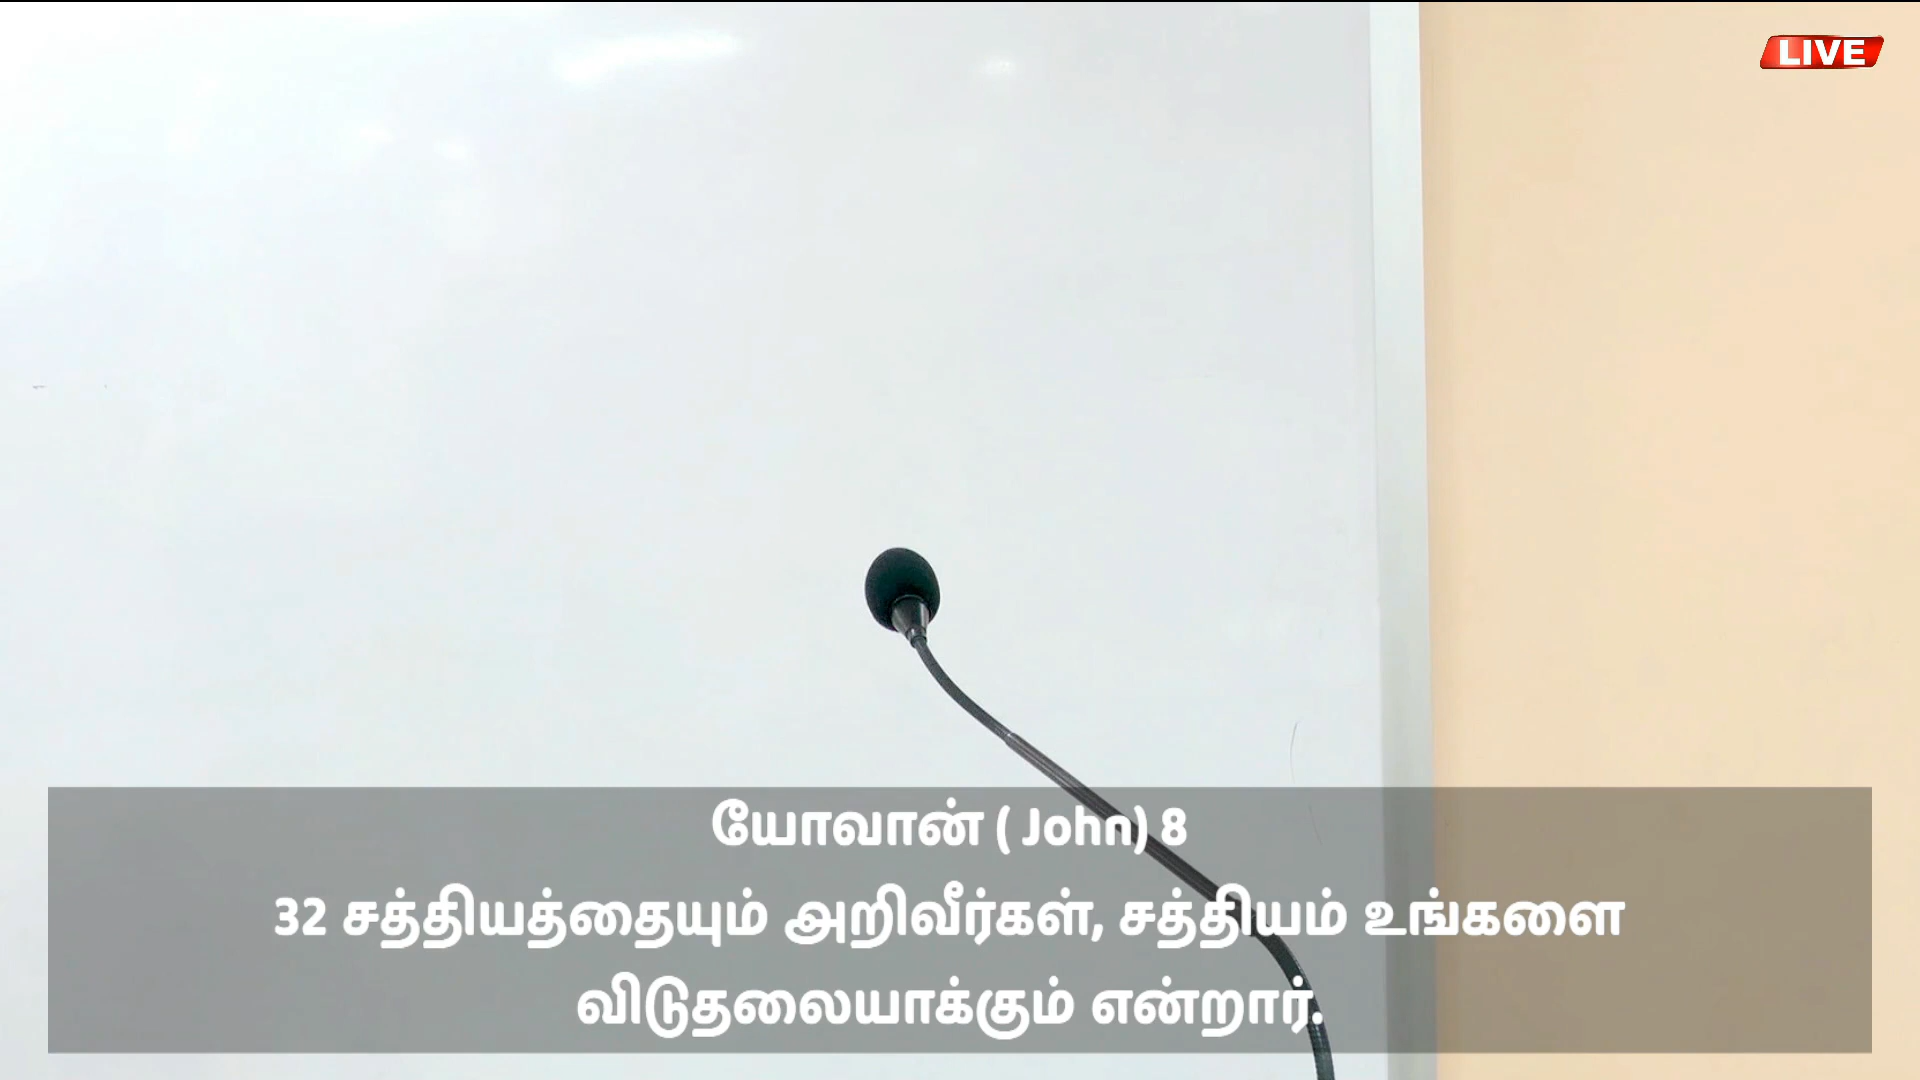 LIVE
யோவான் ( John) 8
32 சத்தியத்தையும் அறிவீர்கள், சத்தியம் உங்களை
விடுதலையாக்கும் என்றார்.